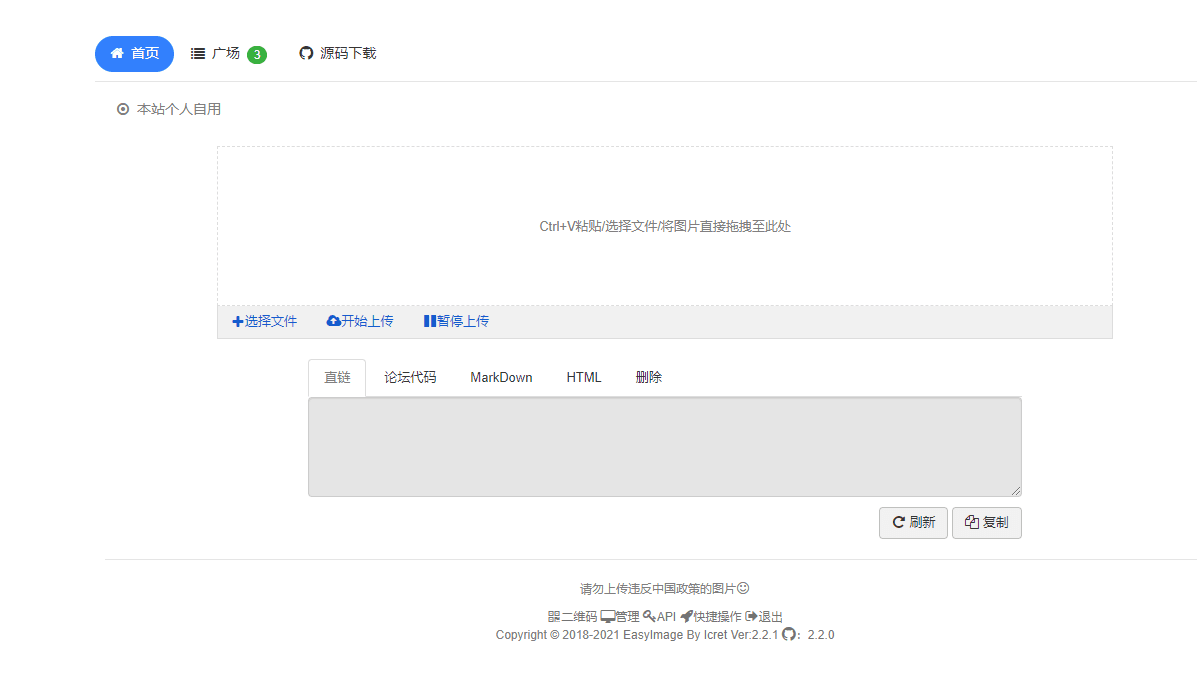 首页 广场 3 源码下载
本站个人自用
Ctrl+V粘贴/选择文件/将图片直接拖拽至此处
选择文件 开始上传 暂停上传
直链 论坛代码 MarkDown HTML 删除
刷新 复制
请勿上传违反中国政策的图片
二维码 管理 API 快捷操作 退出
Copyright © 2018-2021 EasyImage By Icret Ver:2.2.1 : 2.2.0